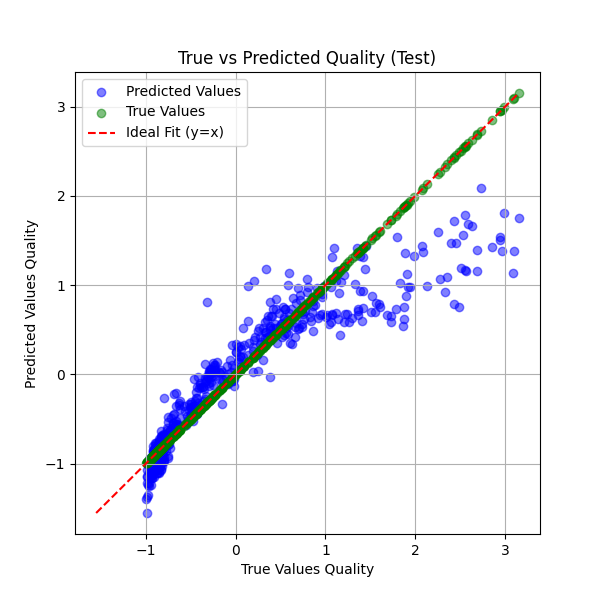 True vs Predicted Quality (Test)
Predicted Values
True Values
Ideal Fit (y=x)
3
2
1
0
−1
Predicted Values Quality
−1 0 1 2 3
True Values Quality